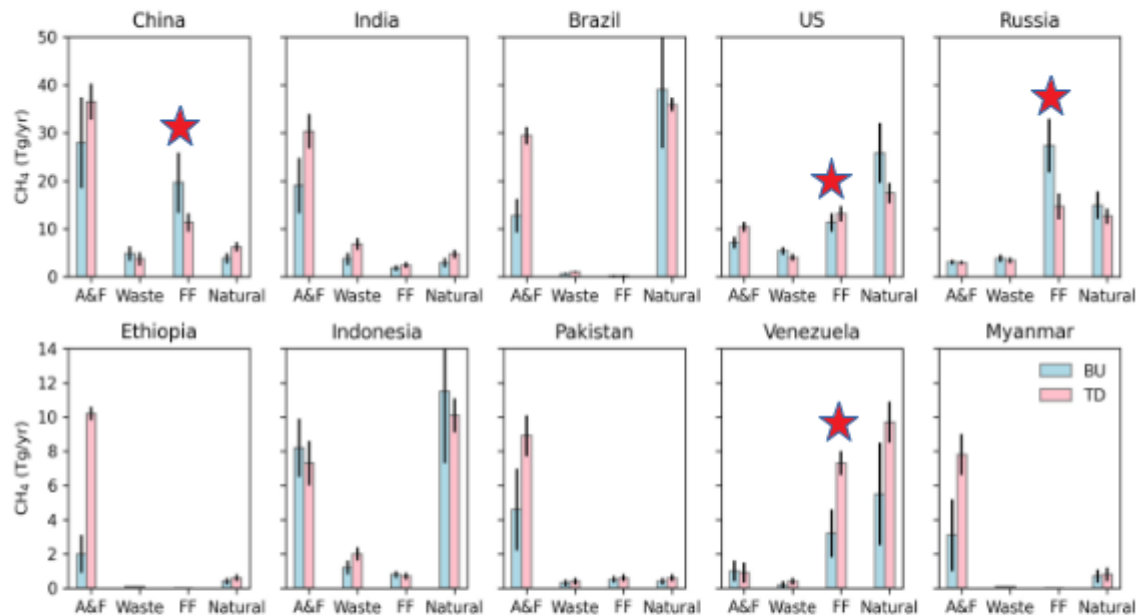 China India Brazil US Russia
50
40
30
20
10
0
CH₄ (Tg/yr)
A&F Waste FF Natural A&F Waste FF Natural A&F Waste FF Natural A&F Waste FF Natural A&F Waste FF Natural
Ethiopia Indonesia Pakistan Venezuela Myanmar
14
12
10
8
6
4
2
0
CH₄ (Tg/yr)
BU
TD
A&F Waste FF Natural A&F Waste FF Natural A&F Waste FF Natural A&F Waste FF Natural A&F Waste FF Natural